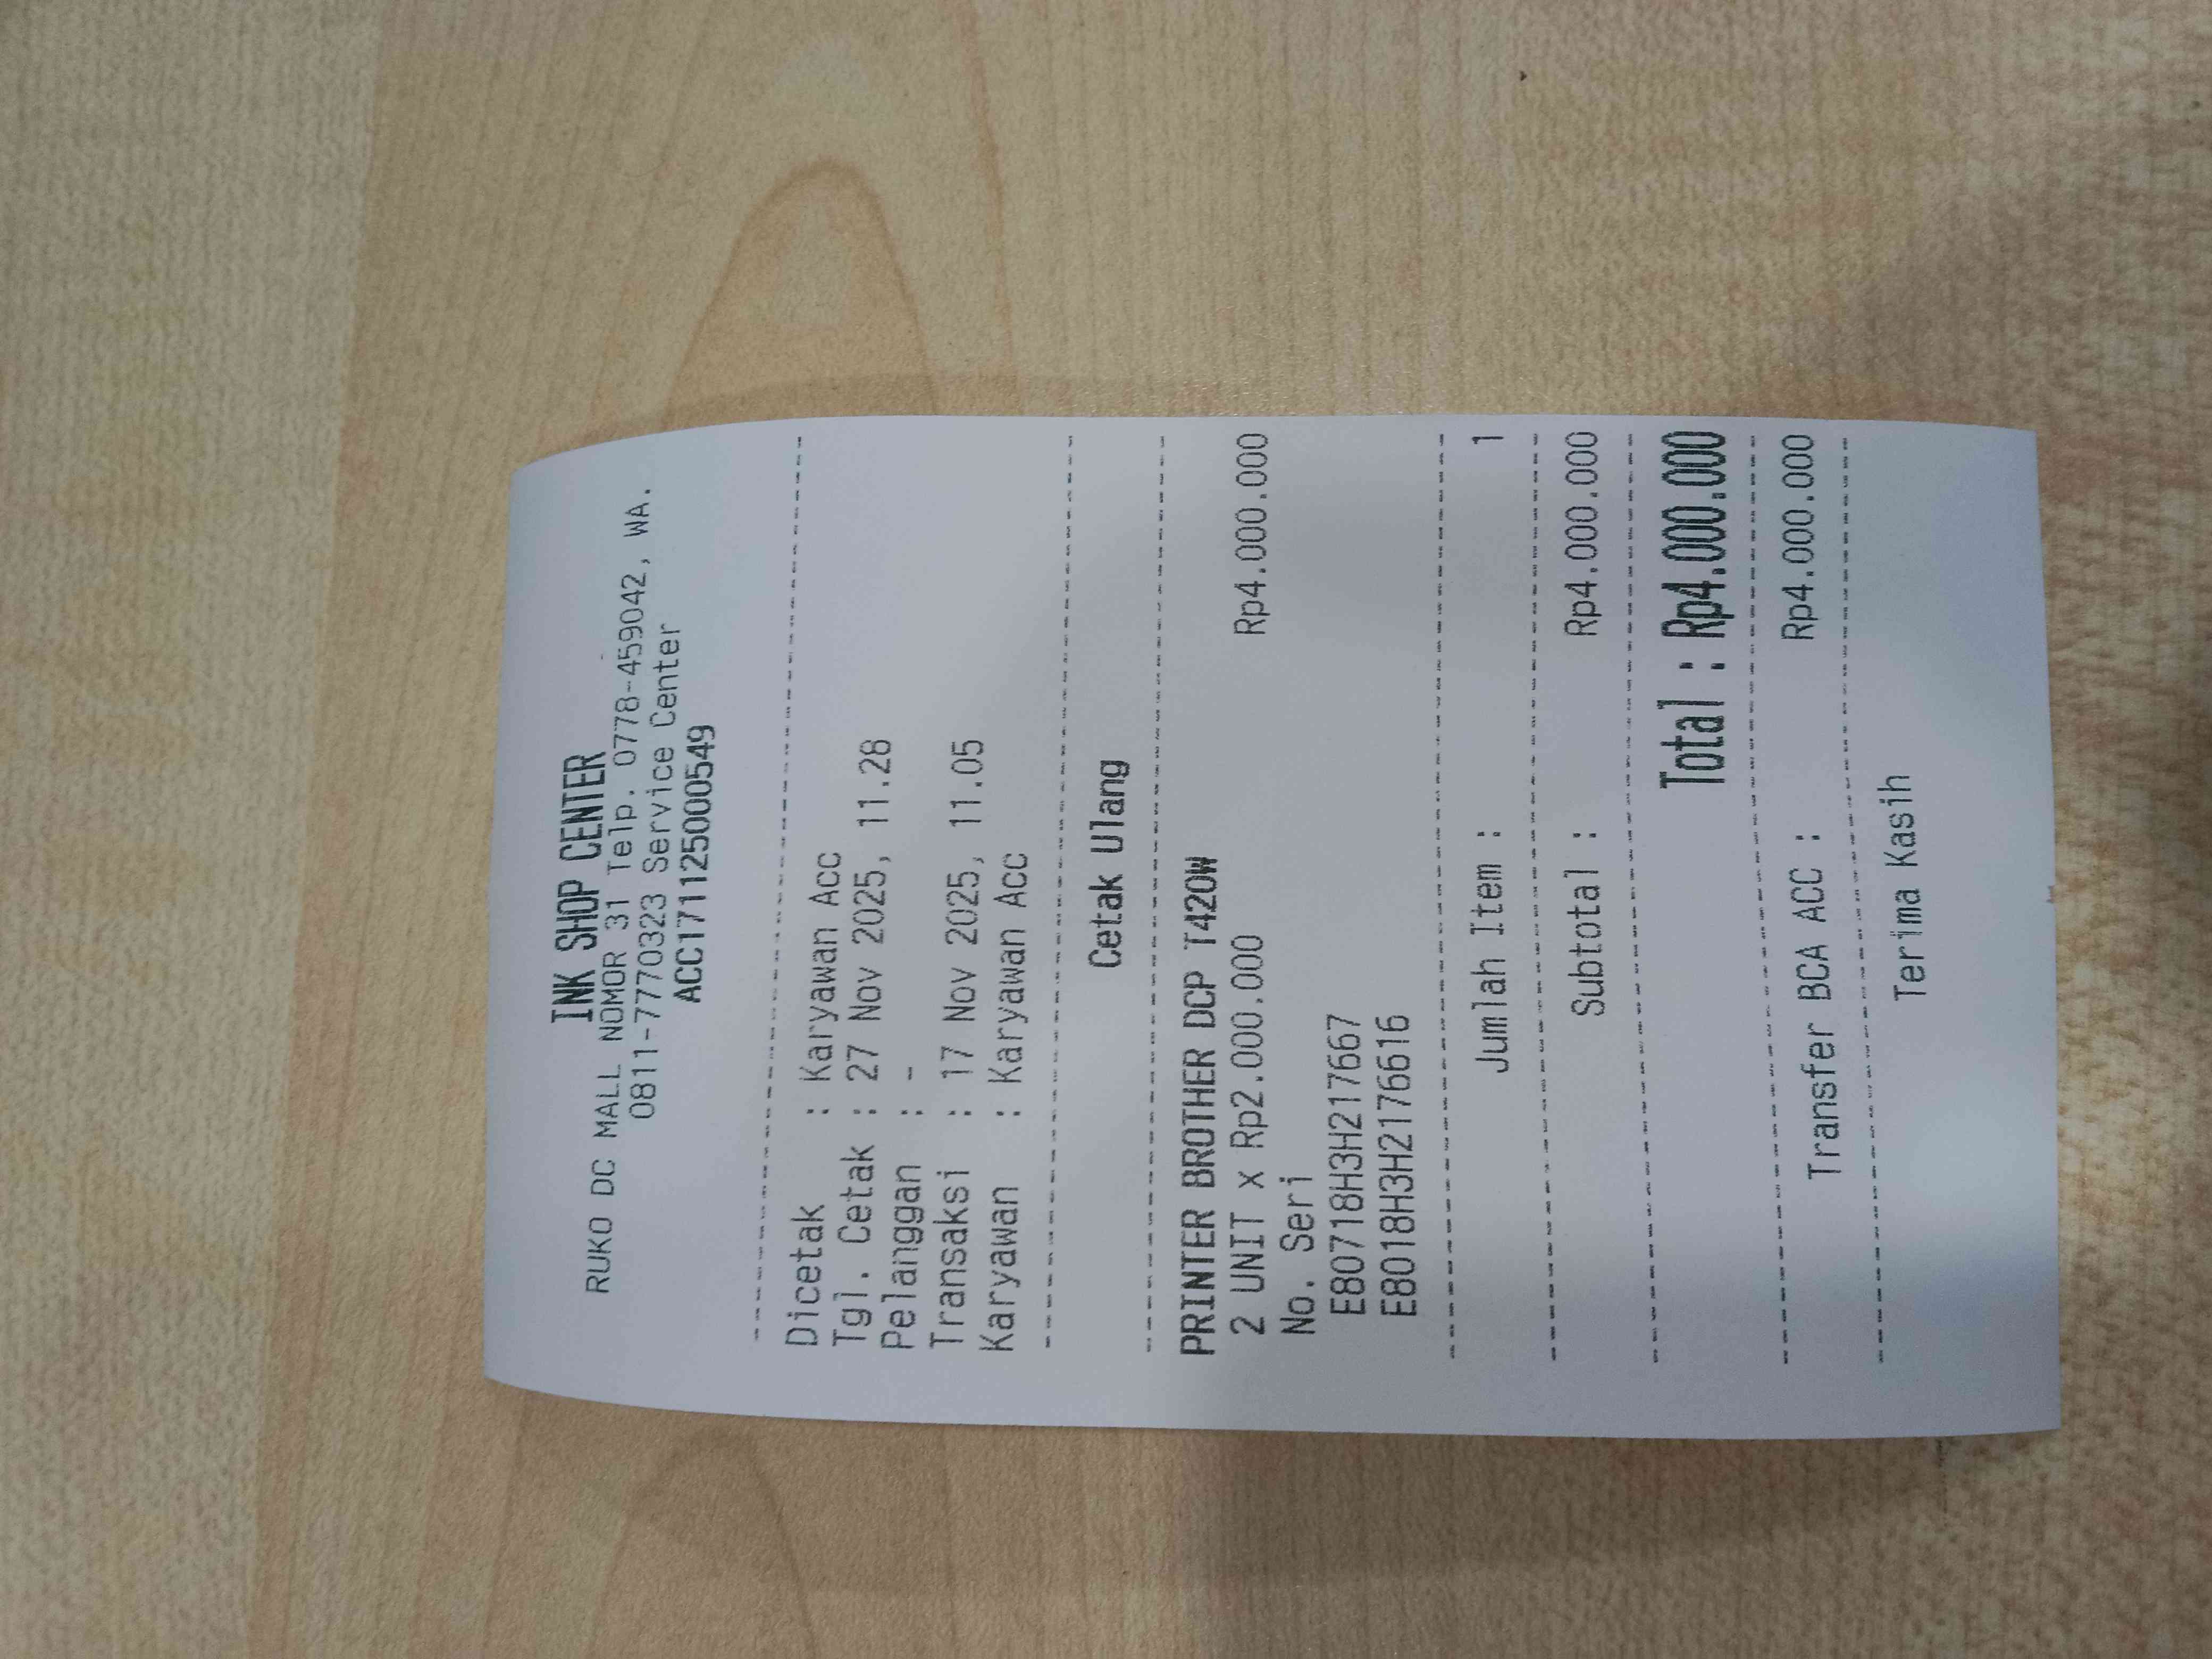 INK SHOP CENTER
RUKO DC MALL NOMOR 31 Telp. 0778-459042, WA.
0811-7770323 Service Center
ACC1711125000549
Dicetak : Karyawan Acc
Tgl. Cetak : 27 Nov 2025, 11.28
Pelanggan : -
Transaksi : 17 Nov 2025, 11.05
Karyawan : Karyawan Acc
Cetak Ulang
PRINTER BROTHER DCP T420W
2 UNIT x Rp2.000.000 Rp4.000.000
No. Seri
E80718H3H217667
E8018H3H2176616
Jumlah Item : 1
Subtotal : Rp4.000.000
Total : Rp4.000.000
Transfer BCA ACC : Rp4.000.000
Terima Kasih